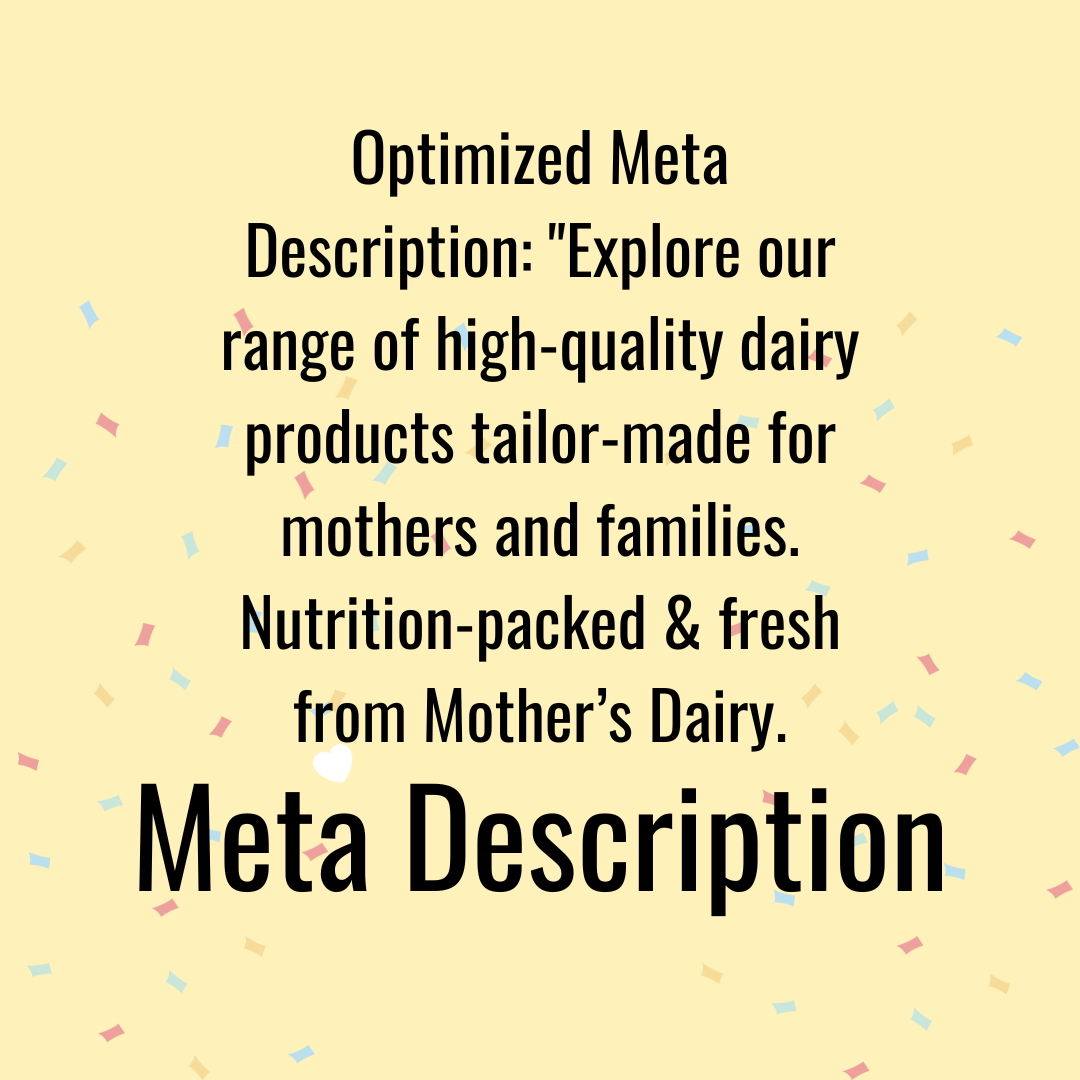 Optimized Meta
Description: "Explore our
range of high-quality dairy
products tailor-made for
mothers and families.
Nutrition-packed & fresh
from Mother’s Dairy.
Meta Description